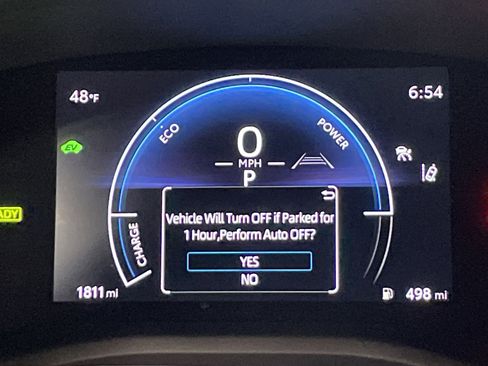 48°F
6:54
ECO
POWER
EV
0
MPH
P
Vehicle Will Turn OFF if Parked for
1 Hour,Perform Auto OFF?
YES
NO
CHARGE
1811 mi
498 mi